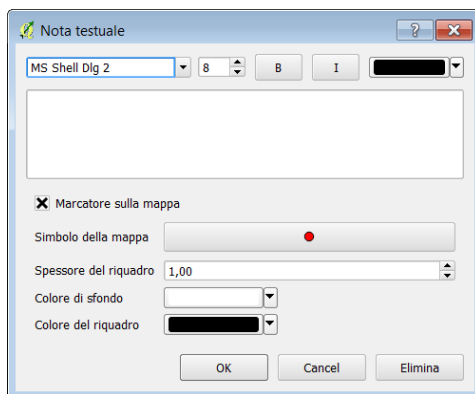 Nota testuale
MS Shell Dlg 2 8 B I
Marcatore sulla mappa
Simbolo della mappa
Spessore del riquadro 1,00
Colore di sfondo
Colore del riquadro
OK Cancel Elimina